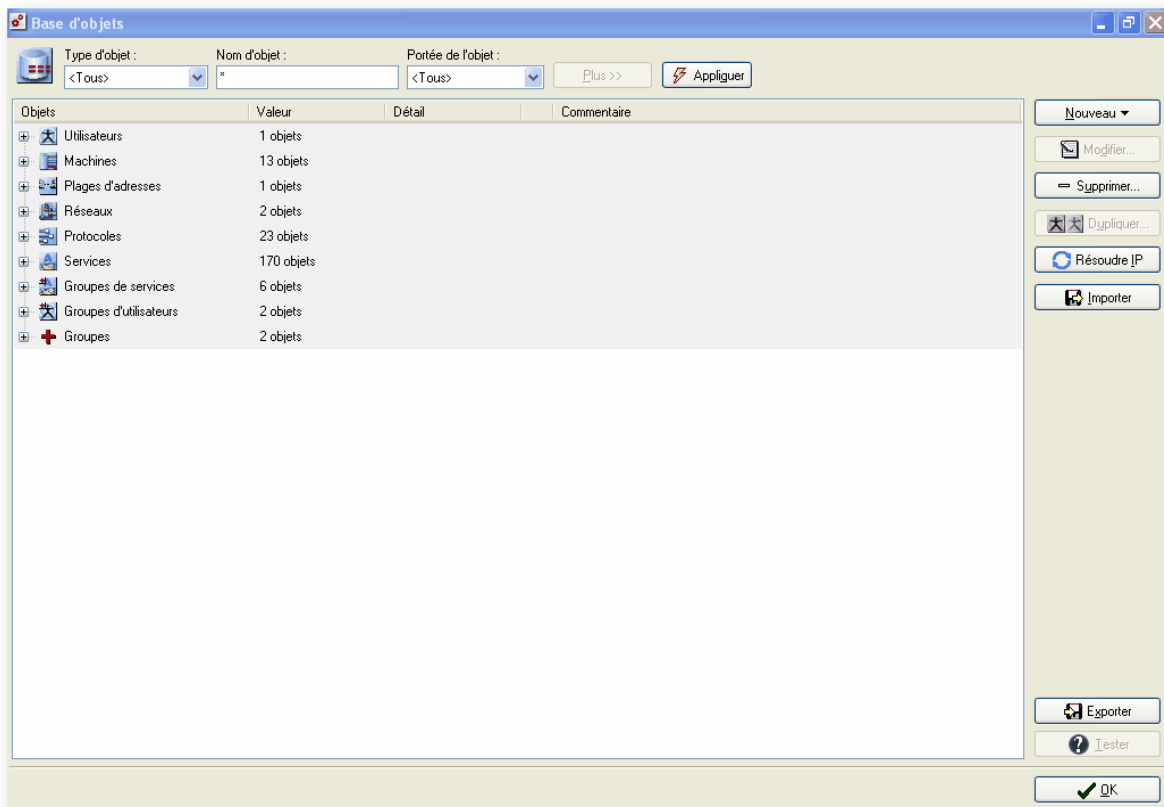 Base d'objets
Type d'objet : Nom d'objet : Portée de l'objet :
<Tous> * <Tous> Plus >> Appliquer
Objets Valeur Détail Commentaire
Nouveau
Utilisateurs 1 objets
Modifier...
Machines 13 objets
Plages d'adresses 1 objets
Supprimer...
Réseaux 2 objets
Dupliquer...
Protocoles 23 objets
Services 170 objets
Résoudre IP
Groupes de services 6 objets
Importer
Groupes d'utilisateurs 2 objets
Groupes 2 objets
Exporter
Tester
OK